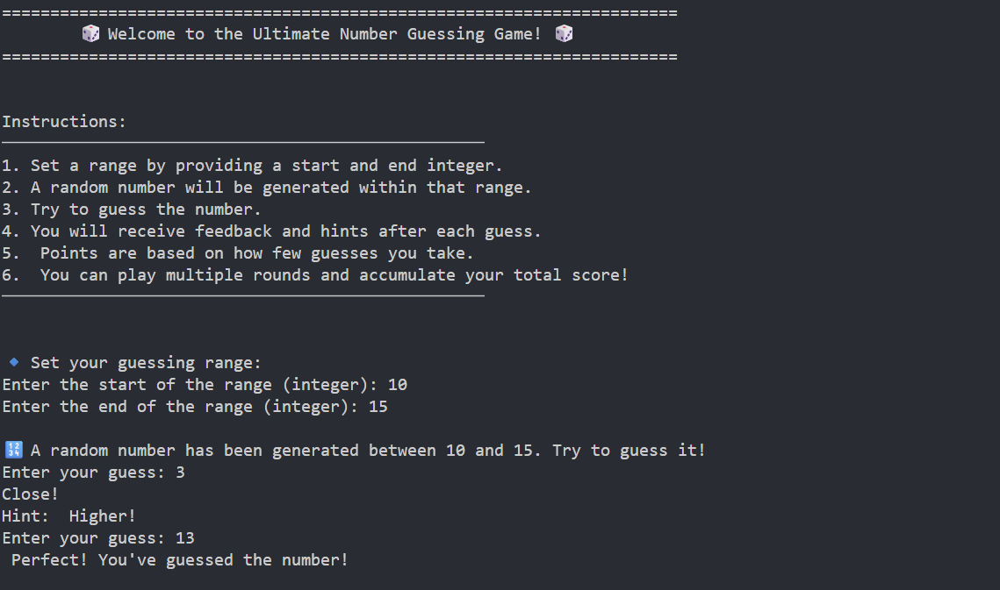 ======================================================================
🎲 Welcome to the Ultimate Number Guessing Game! 🎲
======================================================================
Instructions:
──────────────────────────────────────────────────
1. Set a range by providing a start and end integer.
2. A random number will be generated within that range.
3. Try to guess the number.
4. You will receive feedback and hints after each guess.
5.  Points are based on how few guesses you take.
6.  You can play multiple rounds and accumulate your total score!
──────────────────────────────────────────────────
🔹 Set your guessing range:
Enter the start of the range (integer): 10
Enter the end of the range (integer): 15
🔢 A random number has been generated between 10 and 15. Try to guess it!
Enter your guess: 3
Close!
Hint:  Higher!
Enter your guess: 13
Perfect! You've guessed the number!